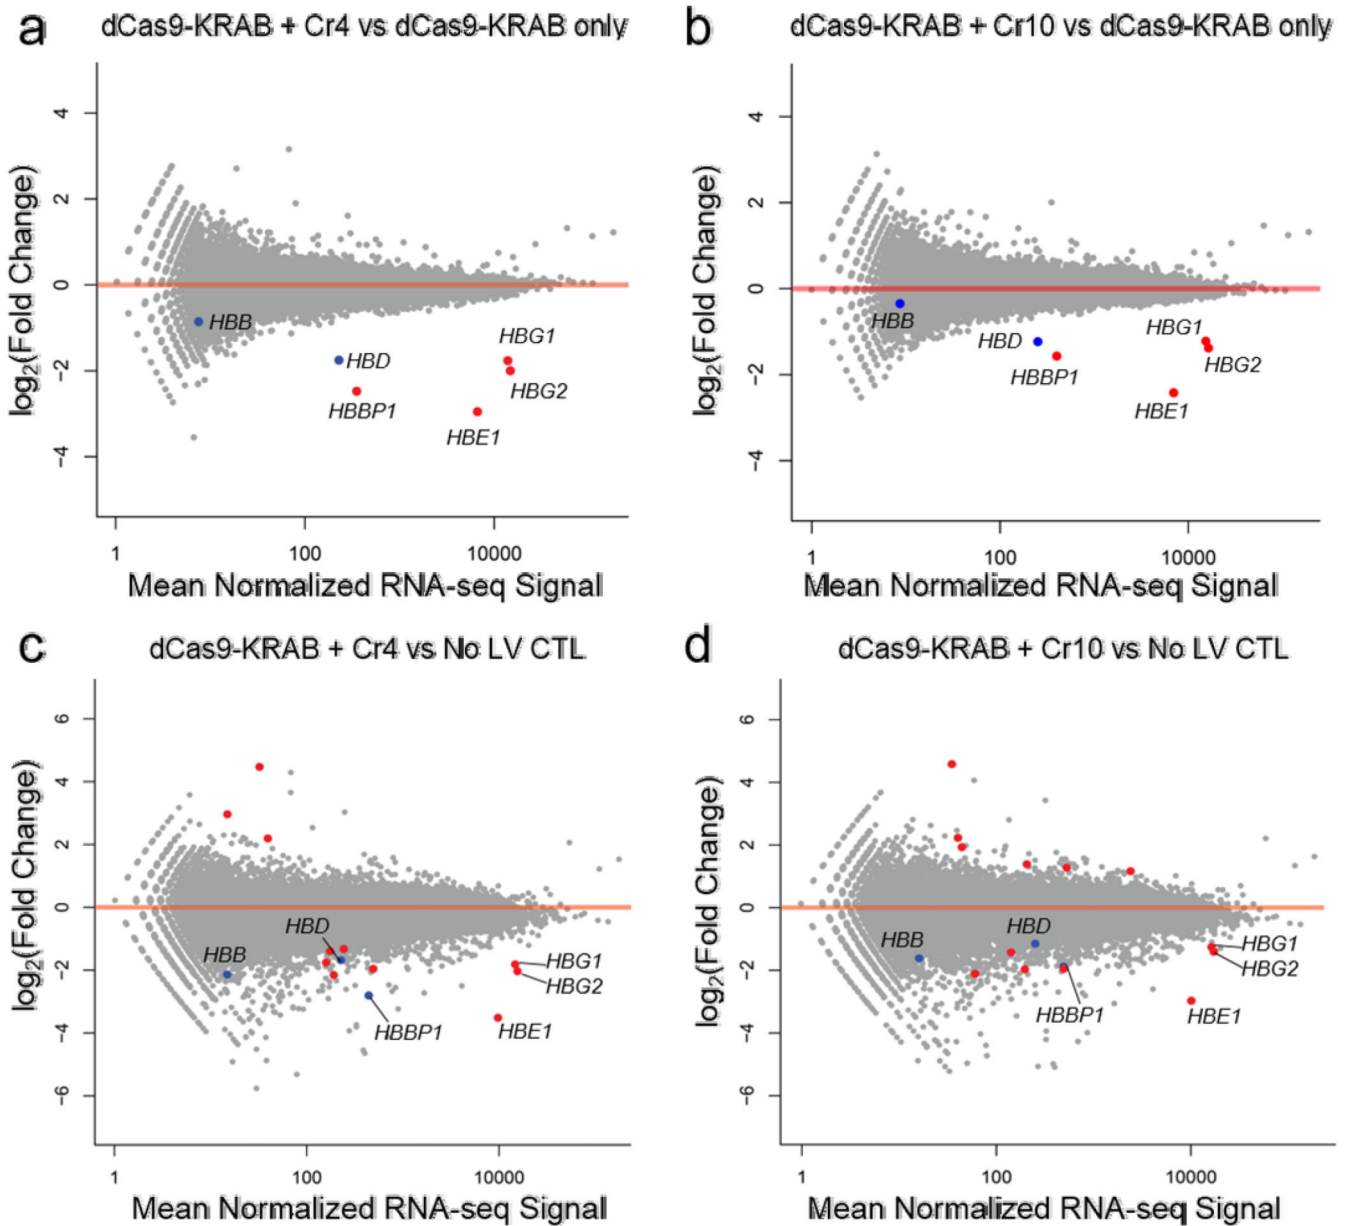 a dCas9-KRAB + Cr4 vs dCas9-KRAB only
log2(Fold Change)
4
2
0
−2
−4
HBB
HBD
HBBP1
HBG1
HBG2
HBE1
1 100 10000
Mean Normalized RNA-seq Signal
b dCas9-KRAB + Cr10 vs dCas9-KRAB only
log2(Fold Change)
4
2
0
−2
−4
HBB
HBD
HBBP1
HBG1
HBG2
HBE1
1 100 10000
Mean Normalized RNA-seq Signal
c dCas9-KRAB + Cr4 vs No LV CTL
log2(Fold Change)
6
4
2
0
−2
−4
−6
HBD
HBB
HBG1
HBG2
HBBP1
HBE1
1 100 10000
Mean Normalized RNA-seq Signal
d dCas9-KRAB + Cr10 vs No LV CTL
log2(Fold Change)
6
4
2
0
−2
−4
−6
HBD
HBB
HBG1
HBG2
HBBP1
HBE1
1 100 10000
Mean Normalized RNA-seq Signal